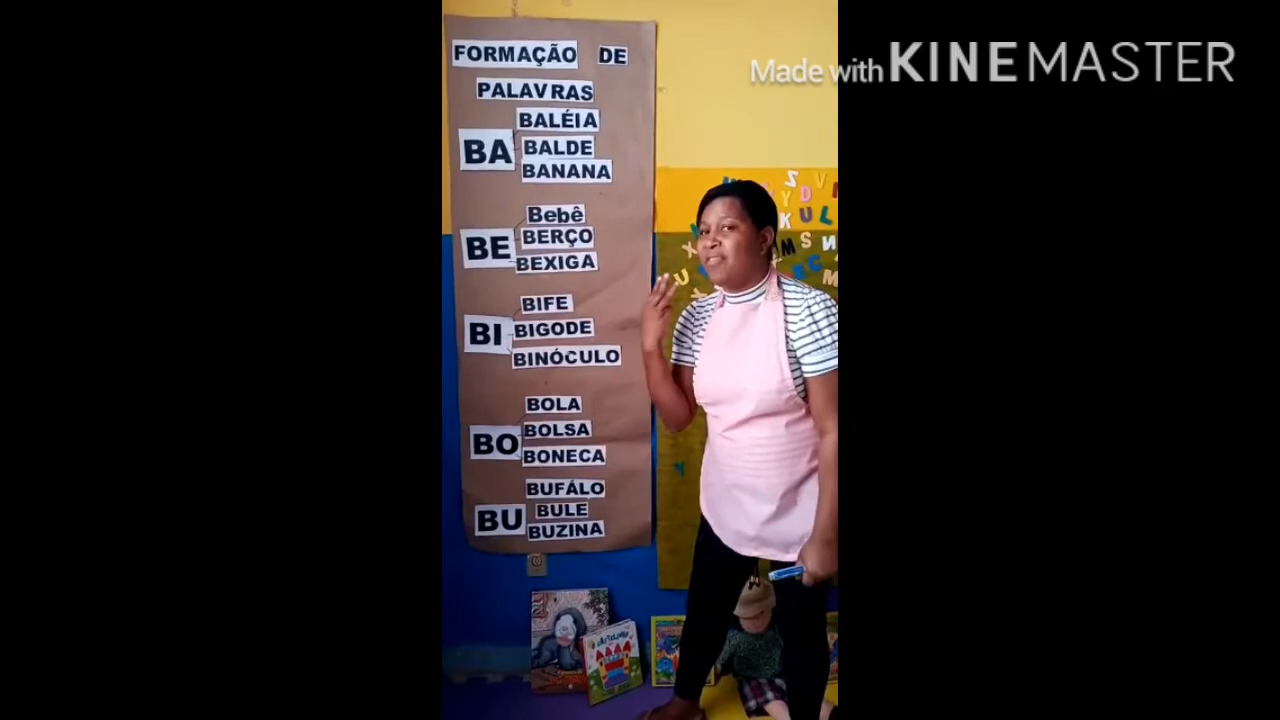 FORMAÇÃO DE
PALAVRAS
BA
BALÉIA
BALDE
BANANA
BE
Bebê
BERÇO
BEXIGA
BI
BIFE
BIGODE
BINÓCULO
BO
BOLA
BOLSA
BONECA
BU
BUFÁLO
BULE
BUZINA
Made with KINEMASTER